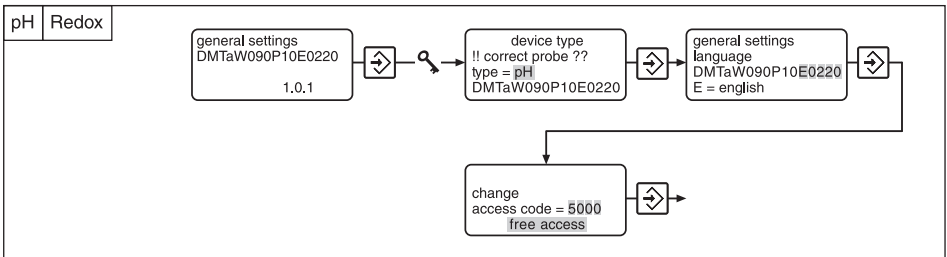 pH Redox
general settings
DMTaW090P10E0220
1.0.1
device type
!! correct probe ??
type = pH
DMTaW090P10E0220
general settings
language
DMTaW090P10E0220
E = english
change
access code = 5000
free access